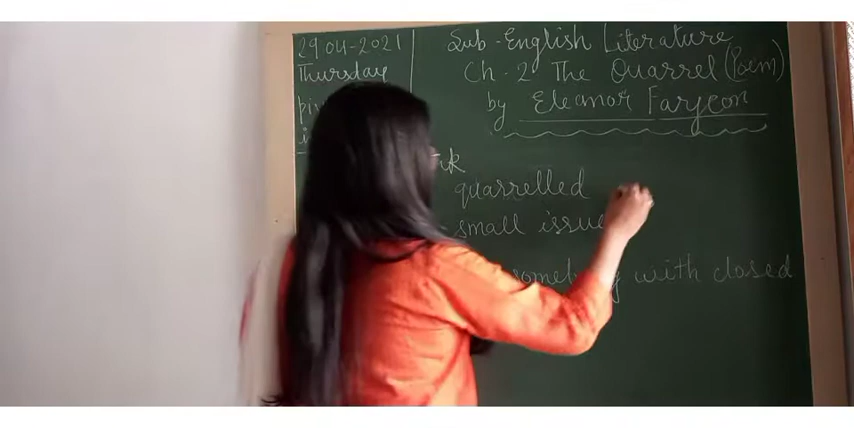 29 04-2021
Thursday
Sub-English Literature
Ch-2 The Quarrel (Poem)
by Eleanor Farjeon
quarrelled
small issue
with closed